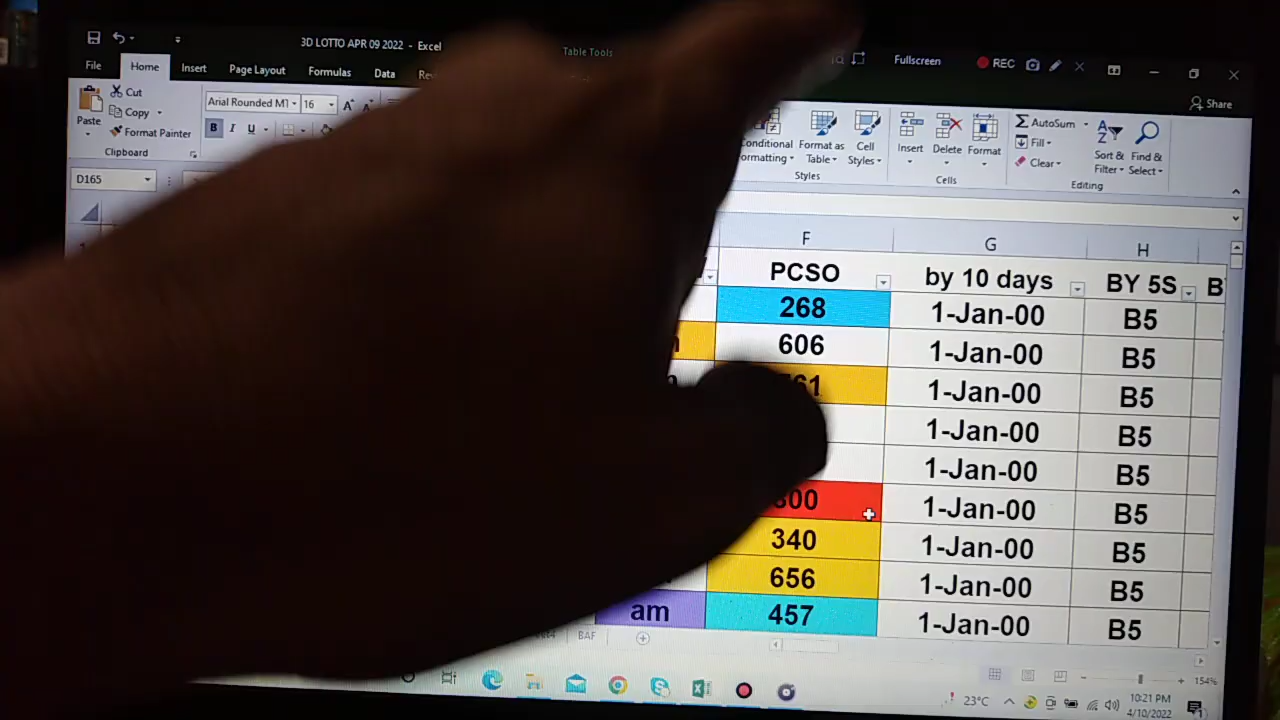 3D LOTTO APR 09 2022 - Excel
Table Tools
Fullscreen
REC
File
Home
Insert
Page Layout
Formulas
Data
Share
Cut
Copy
Format Painter
Paste
Clipboard
Arial Rounded MT
16
B I U
Conditional Formatting
Format as Table
Cell Styles
Styles
Insert
Delete
Format
Cells
AutoSum
Fill
Clear
Sort & Filter
Find & Select
Editing
D165
F G H
PCSO by 10 days BY 5S
268 1-Jan-00 B5
606 1-Jan-00 B5
1-Jan-00 B5
1-Jan-00 B5
1-Jan-00 B5
1-Jan-00 B5
340 1-Jan-00 B5
656 1-Jan-00 B5
am 457 1-Jan-00 B5
BAF
154%
23°C
10:21 PM
4/10/2022